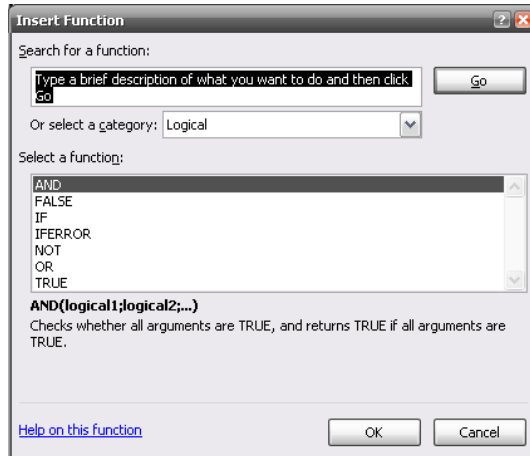 Insert Function
Search for a function:
Type a brief description of what you want to do and then click
Go
Go
Or select a category: Logical
Select a function:
AND
FALSE
IF
IFERROR
NOT
OR
TRUE
AND(logical1;logical2;...)
Checks whether all arguments are TRUE, and returns TRUE if all arguments are
TRUE.
Help on this function
OK
Cancel